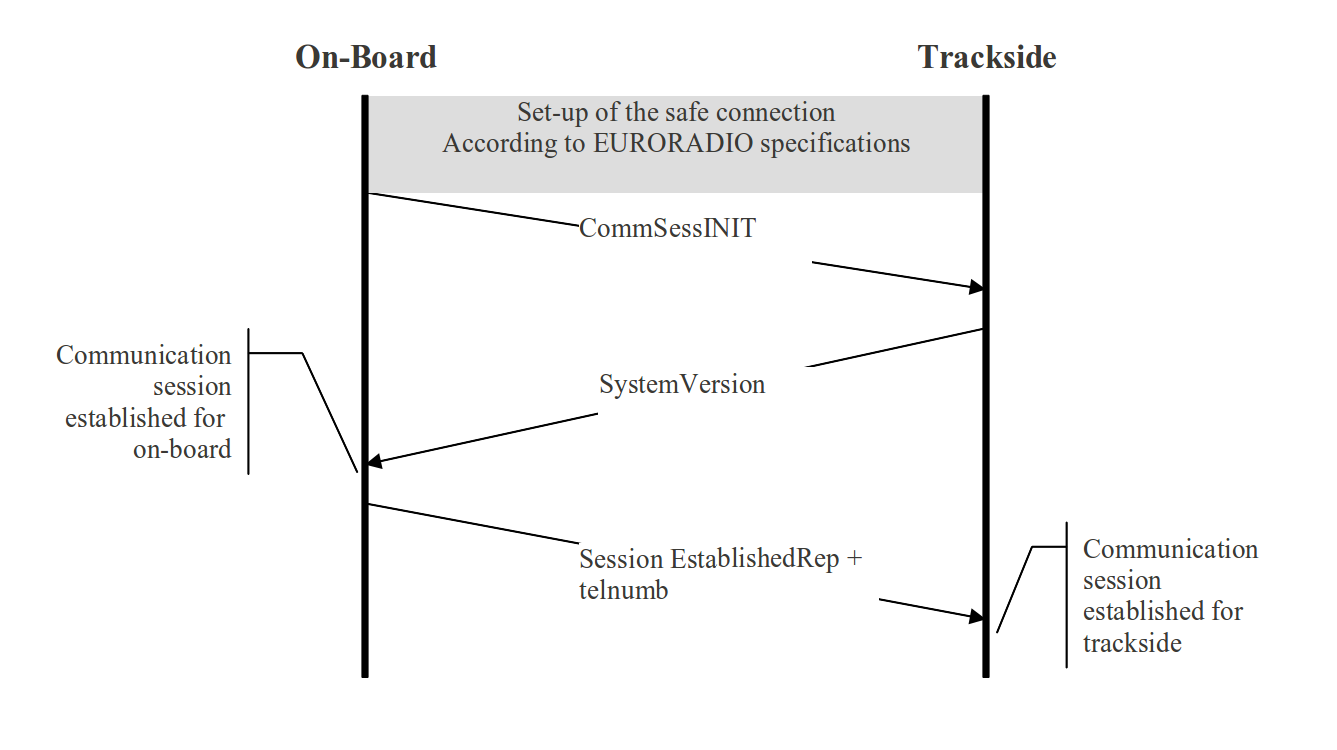 On-Board
Trackside
Set-up of the safe connection
According to EURORADIO specifications
CommSessINIT
Communication
session
established for
on-board
SystemVersion
Session EstablishedRep +
telnumb
Communication
session
established for
trackside